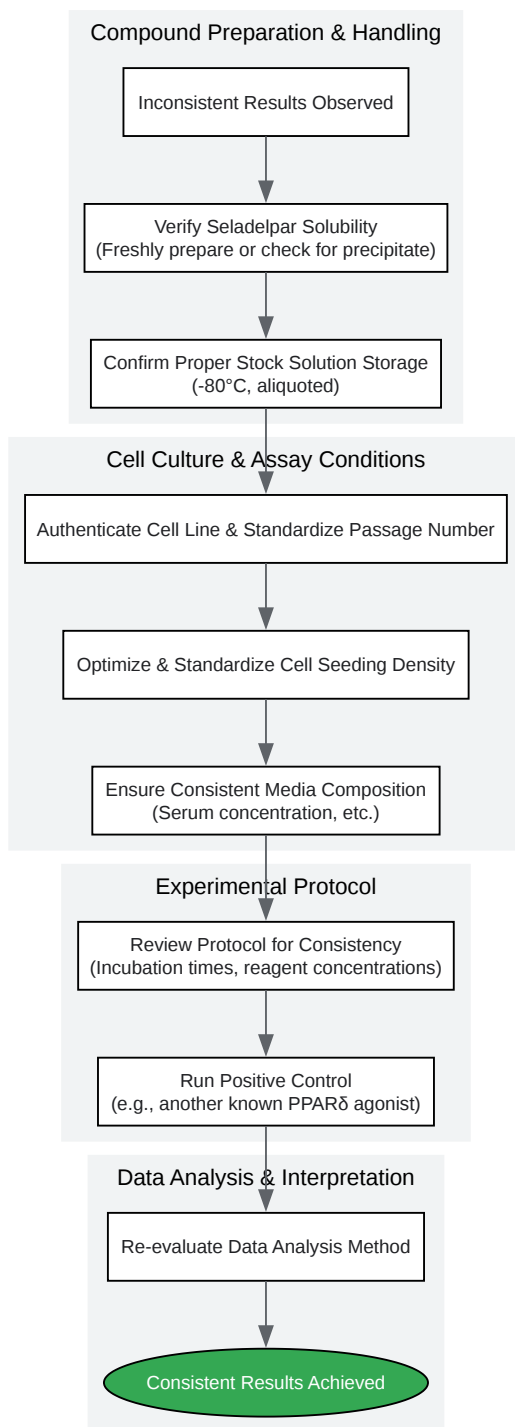 Compound Preparation & Handling
Inconsistent Results Observed
Verify Seladelpar Solubility
(Freshly prepare or check for precipitate)
Confirm Proper Stock Solution Storage
(-80°C, aliquoted)
Cell Culture & Assay Conditions
Authenticate Cell Line & Standardize Passage Number
Optimize & Standardize Cell Seeding Density
Ensure Consistent Media Composition
(Serum concentration, etc.)
Experimental Protocol
Review Protocol for Consistency
(Incubation times, reagent concentrations)
Run Positive Control
(e.g., another known PPARδ agonist)
Data Analysis & Interpretation
Re-evaluate Data Analysis Method
Consistent Results Achieved